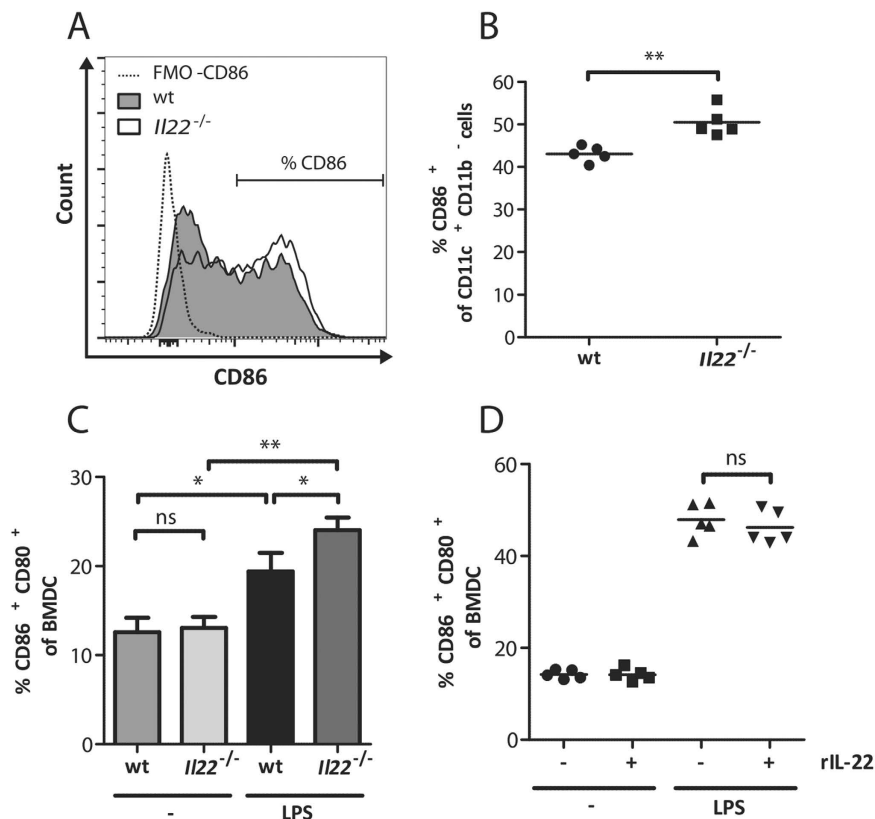 A
FMO -CD86
wt
Il22 -/-
% CD86
Count
CD86
B
**
% CD86 +
of CD11c + CD11b - cells
60
50
40
30
20
10
0
wt
Il22 -/-
C
**
*
*
ns
% CD86 + CD80 +
of BMDC
30
20
10
0
wt
Il22 -/-
wt
Il22 -/-
-
LPS
D
ns
% CD86 + CD80 +
of BMDC
60
40
20
0
- + - + rIL-22
-
LPS